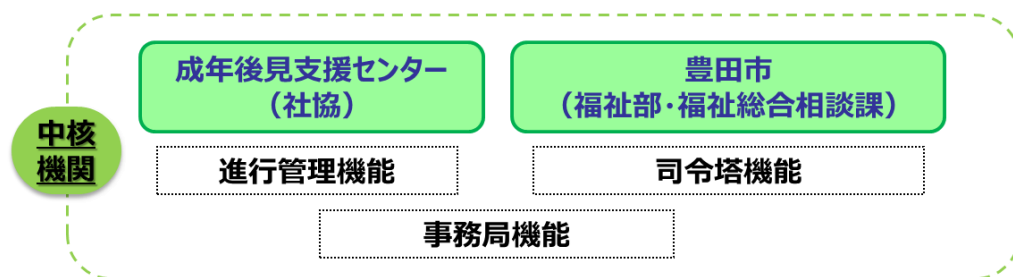 成年後見支援センター
（社協）
豊田市
（福祉部・福祉総合相談課）
中核
機関
進行管理機能
司令塔機能
事務局機能